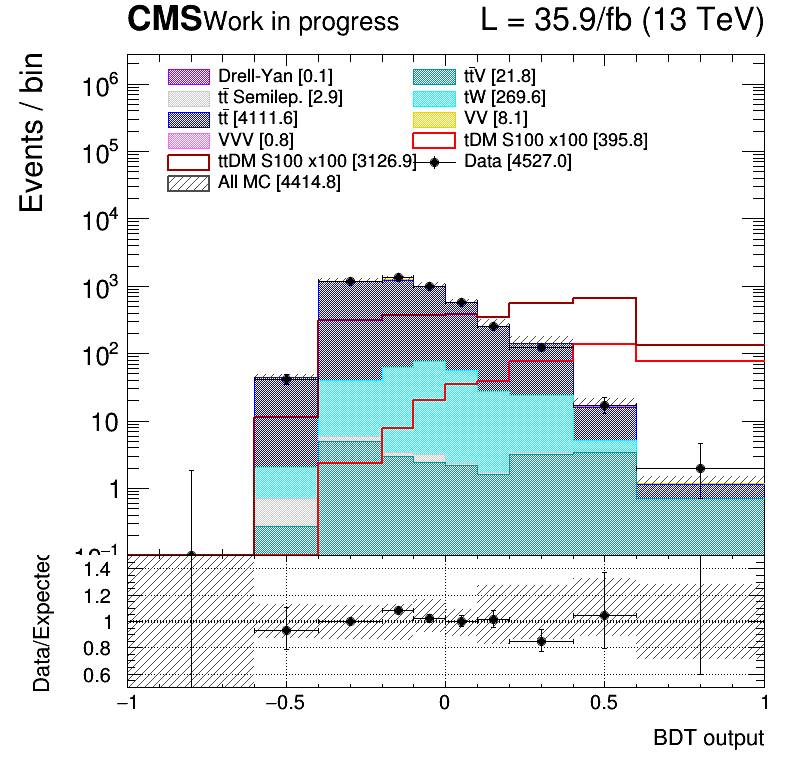 CMS Work in progress L = 35.9/fb (13 TeV)
Events / bin
Drell-Yan [0.1] tt̄V [21.8]
tt̄ Semilep. [2.9] tW [269.6]
tt̄ [4111.6] VV [8.1]
VVV [0.8] tDM S100 x100 [395.8]
ttDM S100 x100 [3126.9] Data [4527.0]
All MC [4414.8]
10⁶
10⁵
10⁴
10³
10²
10
1
10⁻¹
Data/Expected
1.4
1.2
1
0.8
0.6
−1 −0.5 0 0.5 1
BDT output